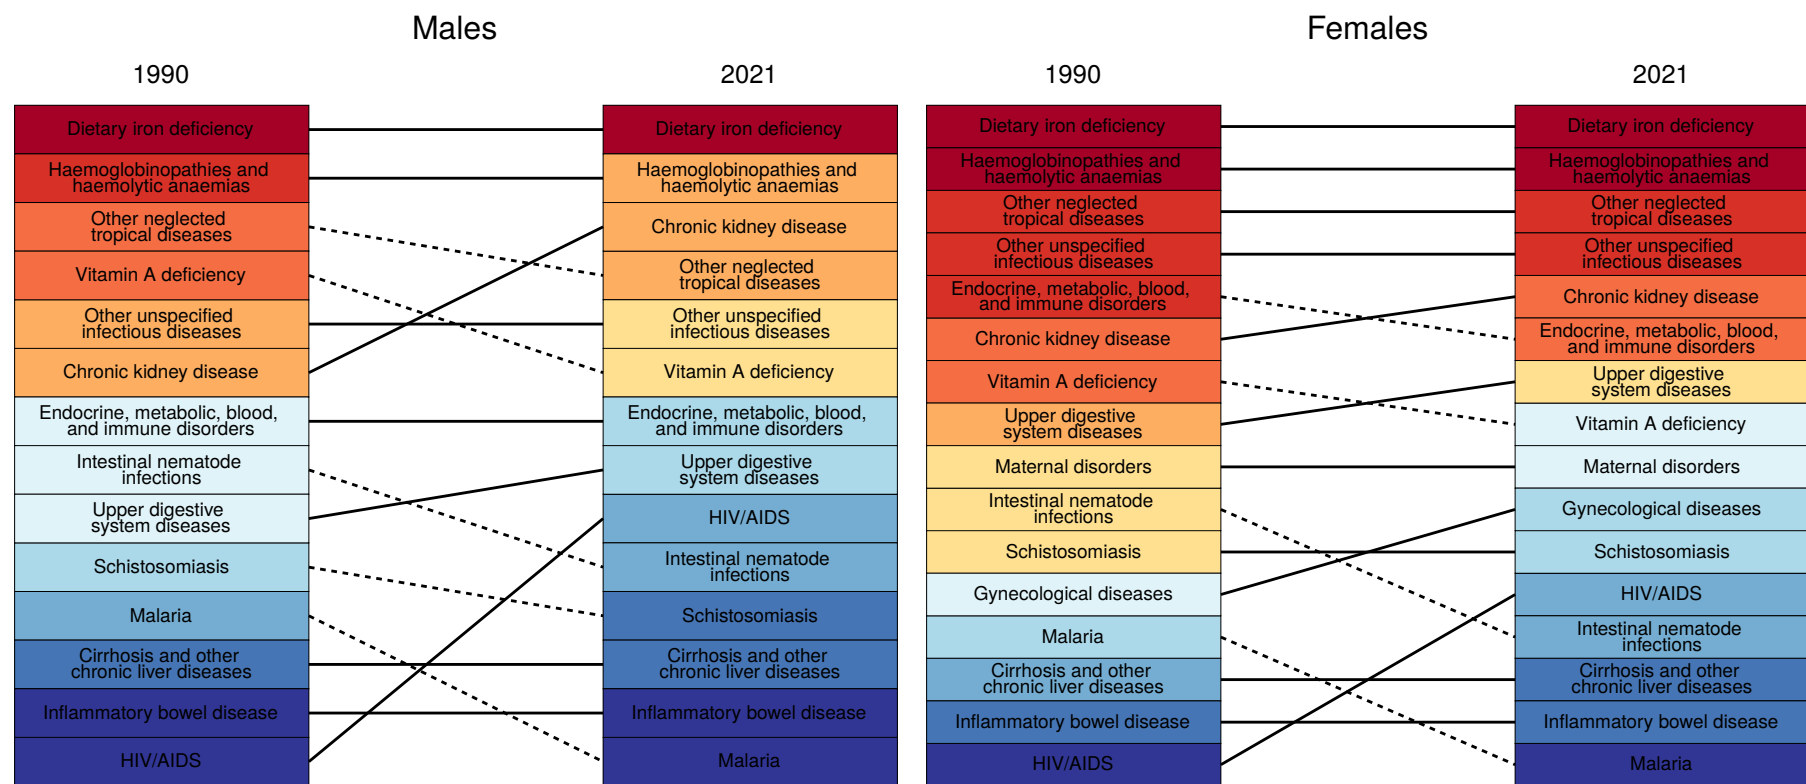 Males
1990
2021
Dietary iron deficiency
Haemoglobinopathies and
haemolytic anaemias
Other neglected
tropical diseases
Vitamin A deficiency
Other unspecified
infectious diseases
Chronic kidney disease
Endocrine, metabolic, blood,
and immune disorders
Intestinal nematode
infections
Upper digestive
system diseases
Schistosomiasis
Malaria
Cirrhosis and other
chronic liver diseases
Inflammatory bowel disease
HIV/AIDS
Dietary iron deficiency
Haemoglobinopathies and
haemolytic anaemias
Chronic kidney disease
Other neglected
tropical diseases
Other unspecified
infectious diseases
Vitamin A deficiency
Endocrine, metabolic, blood,
and immune disorders
Upper digestive
system diseases
HIV/AIDS
Intestinal nematode
infections
Schistosomiasis
Cirrhosis and other
chronic liver diseases
Inflammatory bowel disease
Malaria
Females
1990
2021
Dietary iron deficiency
Haemoglobinopathies and
haemolytic anaemias
Other neglected
tropical diseases
Other unspecified
infectious diseases
Endocrine, metabolic, blood,
and immune disorders
Chronic kidney disease
Vitamin A deficiency
Upper digestive
system diseases
Maternal disorders
Intestinal nematode
infections
Schistosomiasis
Gynecological diseases
Malaria
Cirrhosis and other
chronic liver diseases
Inflammatory bowel disease
HIV/AIDS
Dietary iron deficiency
Haemoglobinopathies and
haemolytic anaemias
Other neglected
tropical diseases
Other unspecified
infectious diseases
Chronic kidney disease
Endocrine, metabolic, blood,
and immune disorders
Upper digestive
system diseases
Vitamin A deficiency
Maternal disorders
Gynecological diseases
Schistosomiasis
HIV/AIDS
Intestinal nematode
infections
Cirrhosis and other
chronic liver diseases
Inflammatory bowel disease
Malaria